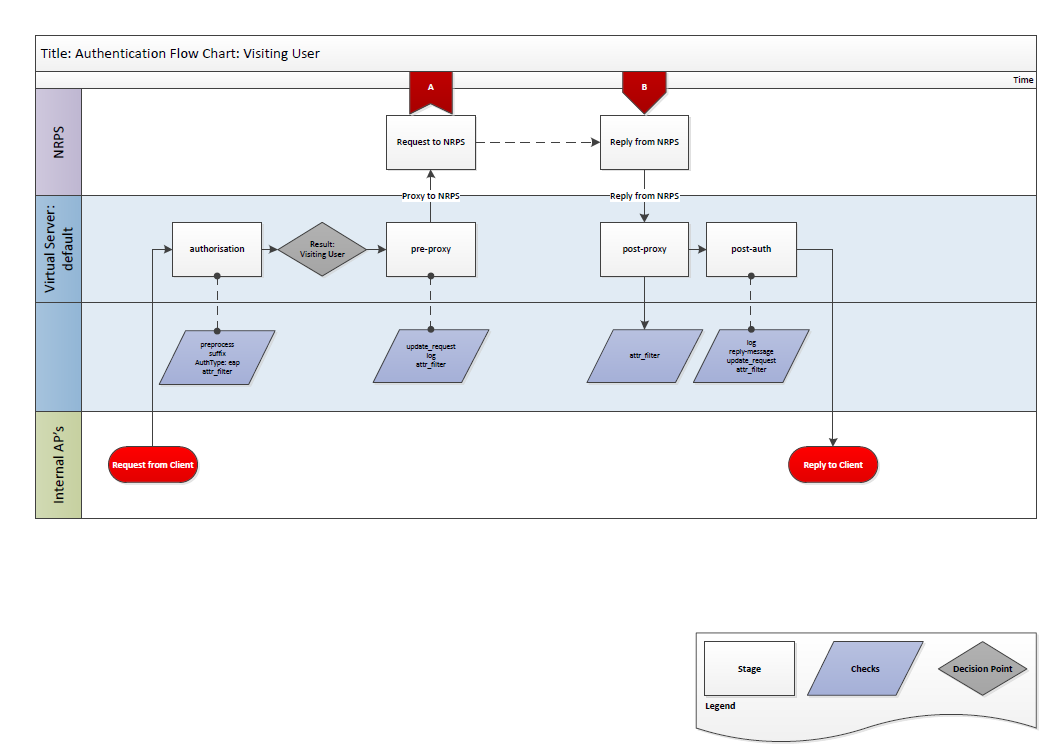 Title: Authentication Flow Chart: Visiting User
Time
A
B
NRPS
Request to NRPS
Reply from NRPS
Proxy to NRPS
Reply from NRPS
Virtual Server:
default
authorisation
Result:
Visiting User
pre-proxy
post-proxy
post-auth
preprocess
suffix
AuthType: eap
attr_filter
update_request
log
attr_filter
attr_filter
log
reply-message
update_request
attr_filter
Internal AP's
Request from Client
Reply to Client
Stage
Checks
Decision Point
Legend